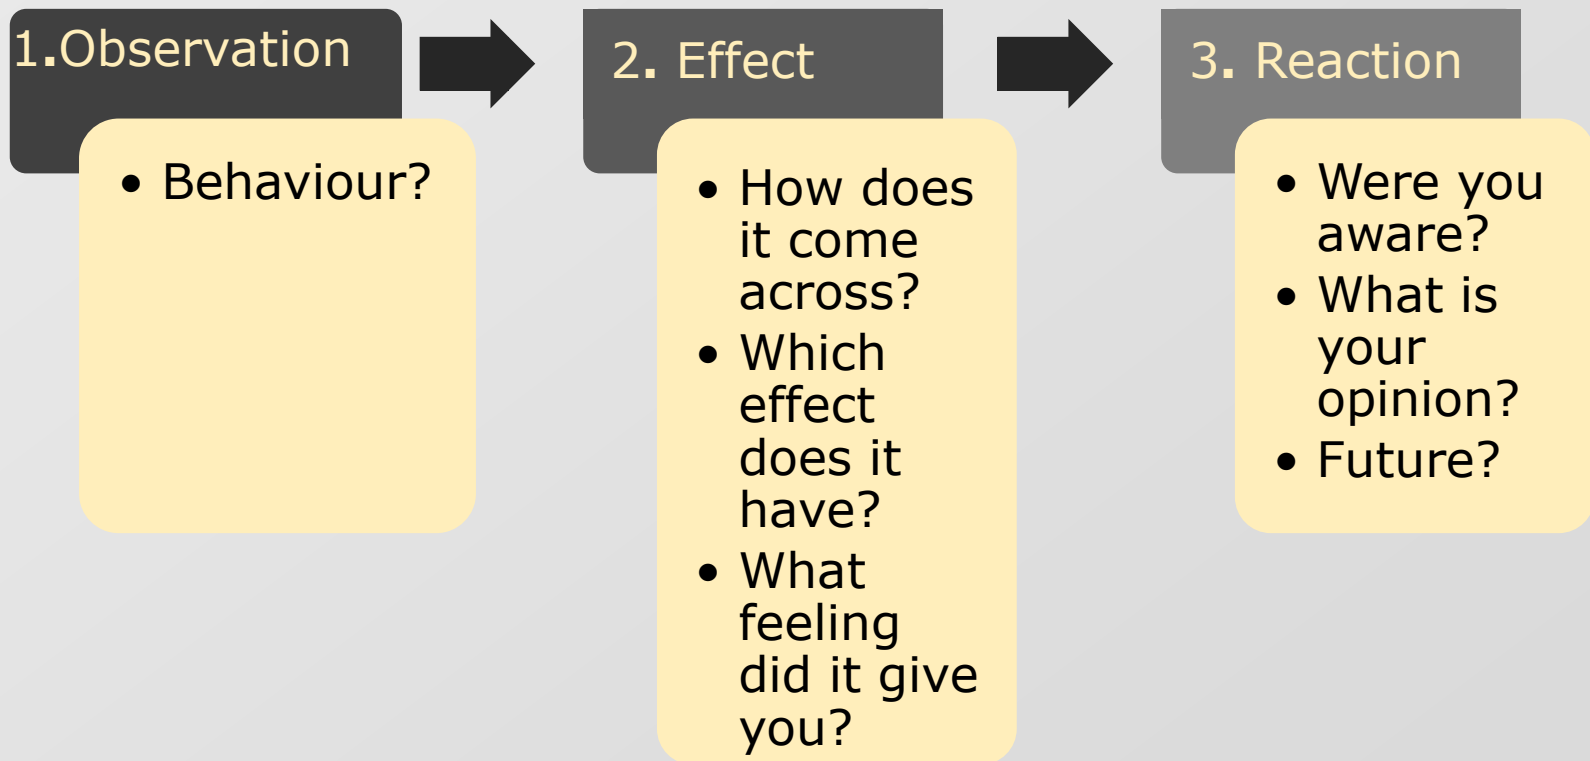 1.Observation
• Behaviour?
2. Effect
• How does
it come
across?
• Which
effect
does it
have?
• What
feeling
did it give
you?
3. Reaction
• Were you
aware?
• What is
your
opinion?
• Future?